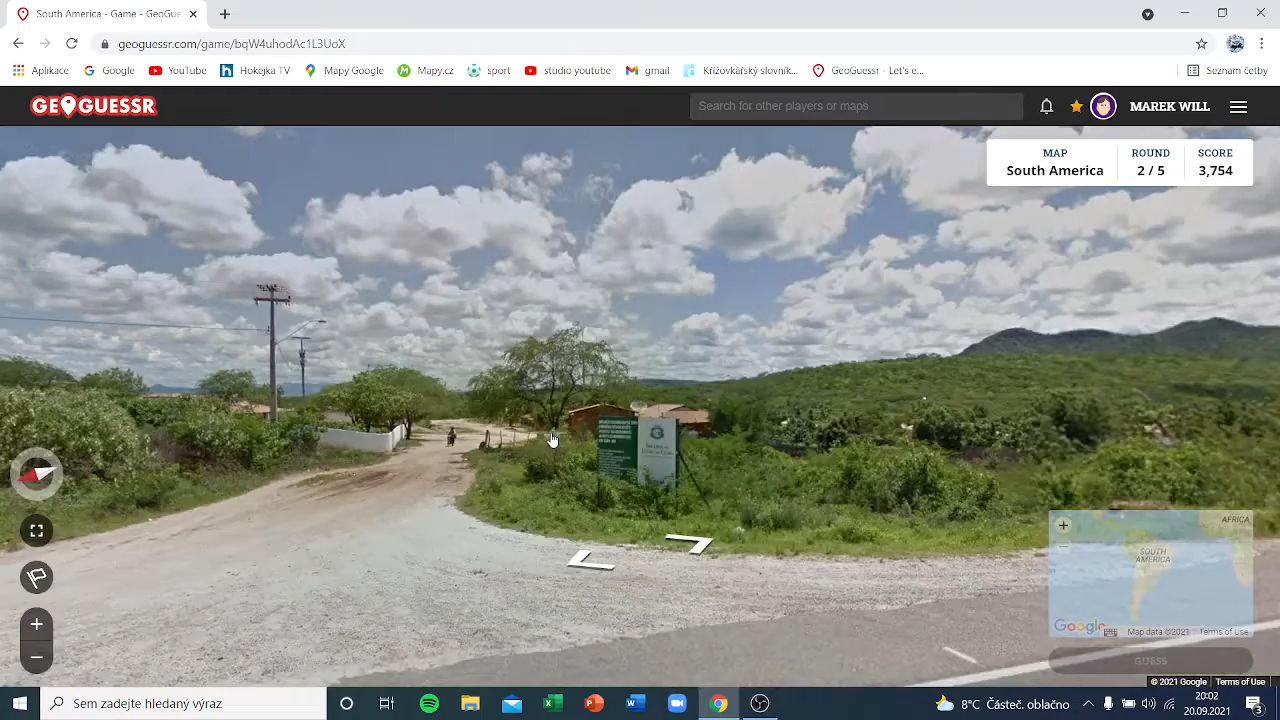 South America - Game - GeoGues
geoguessr.com/game/bqW4uhodAc1L3UoX
Aplikace
Google
YouTube
Hokejka TV
Mapy Google
Mapy.cz
sport
studio youtube
gmail
Křížovkářský slovník...
GeoGuessr - Let's e...
Seznam četby
GEOGUESSR
Search for other players or maps
MAREK WILL
MAP
ROUND
SCORE
South America
2 / 5
3,754
AFRICA
SOUTH
AMERICA
Google
Map data ©2021
Terms of Use
GUESS
© 2021 Google
Terms of Use
Sem zadejte hledaný výraz
8°C Částeč. oblačno
20:02
20.09.2021
3